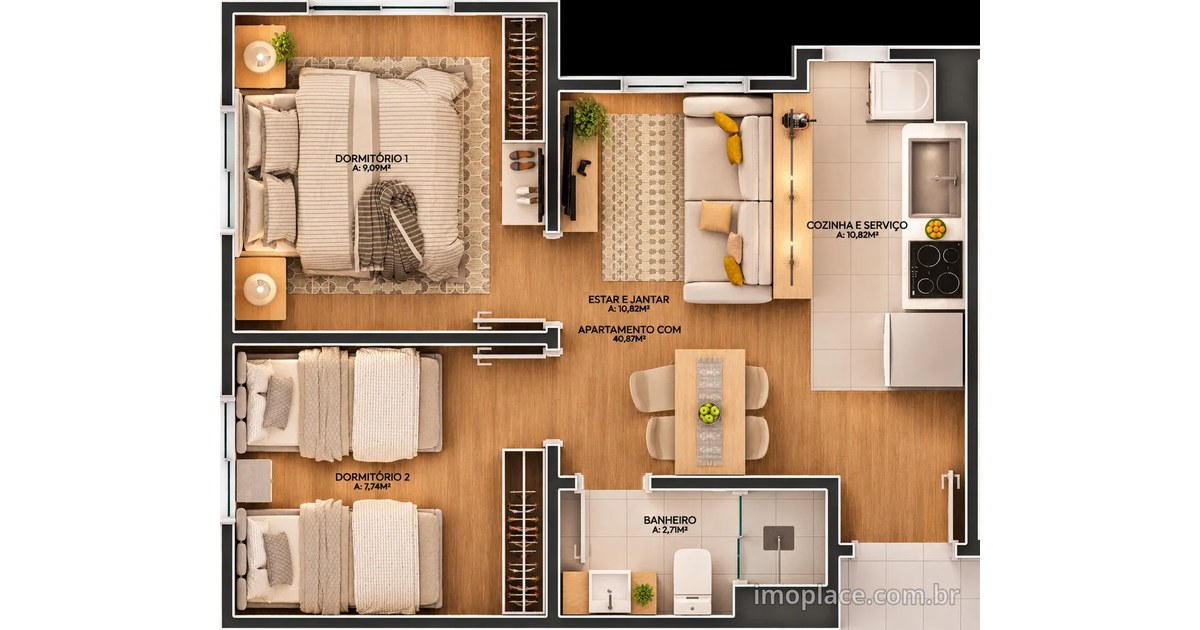 DORMITÓRIO 1
A: 9,09M²
COZINHA E SERVIÇO
A: 10,82M²
ESTAR E JANTAR
A: 10,82M²
APARTAMENTO COM
40,87M²
DORMITÓRIO 2
A: 7,74M²
BANHEIRO
A: 2,71M²
imoplace.com.br